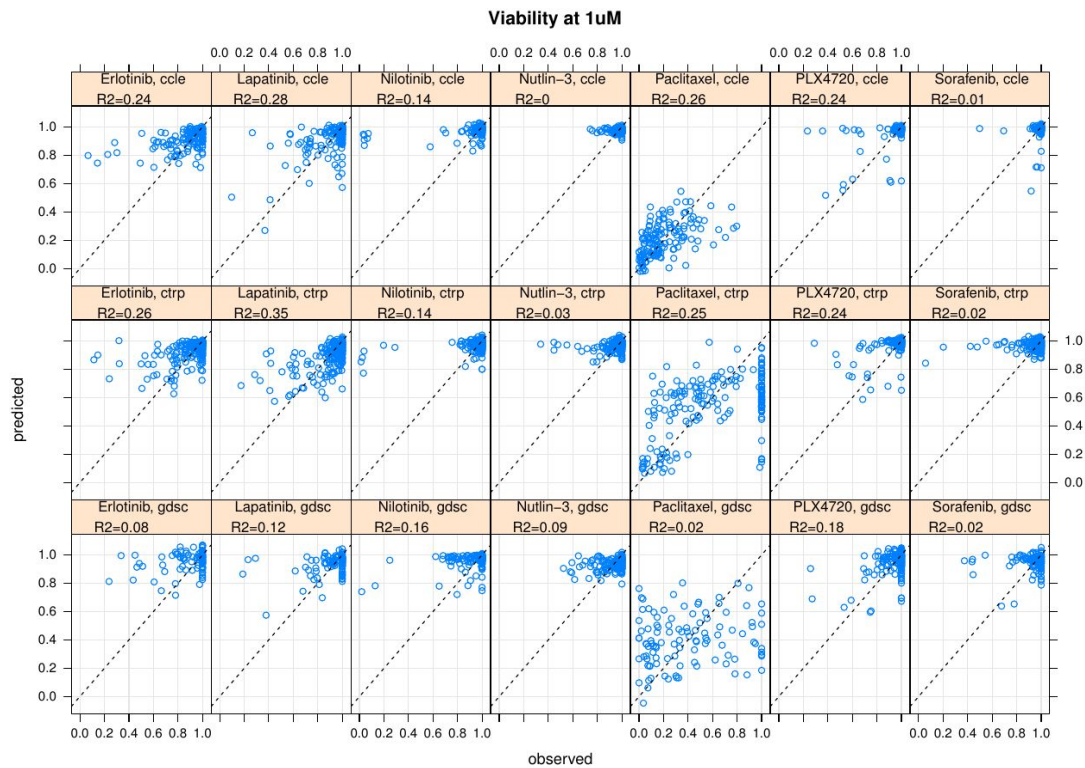 Viability at 1uM
0.0 0.2 0.4 0.6 0.8 1.0 0.0 0.2 0.4 0.6 0.8 1.0 0.0 0.2 0.4 0.6 0.8 1.0
Erlotinib, ccle Lapatinib, ccle Nilotinib, ccle Nutlin−3, ccle Paclitaxel, ccle PLX4720, ccle Sorafenib, ccle
R2=0.24 R2=0.28 R2=0.14 R2=0 R2=0.26 R2=0.24 R2=0.01
1.0
0.8
0.6
0.4
0.2
0.0
Erlotinib, ctrp Lapatinib, ctrp Nilotinib, ctrp Nutlin−3, ctrp Paclitaxel, ctrp PLX4720, ctrp Sorafenib, ctrp
R2=0.26 R2=0.35 R2=0.14 R2=0.03 R2=0.25 R2=0.24 R2=0.02
1.0
0.8
0.6
0.4
0.2
0.0
predicted
Erlotinib, gdsc Lapatinib, gdsc Nilotinib, gdsc Nutlin−3, gdsc Paclitaxel, gdsc PLX4720, gdsc Sorafenib, gdsc
R2=0.08 R2=0.12 R2=0.16 R2=0.09 R2=0.02 R2=0.18 R2=0.02
1.0
0.8
0.6
0.4
0.2
0.0
0.0 0.2 0.4 0.6 0.8 1.0 0.0 0.2 0.4 0.6 0.8 1.0 0.0 0.2 0.4 0.6 0.8 1.0 0.0 0.2 0.4 0.6 0.8 1.0
observed